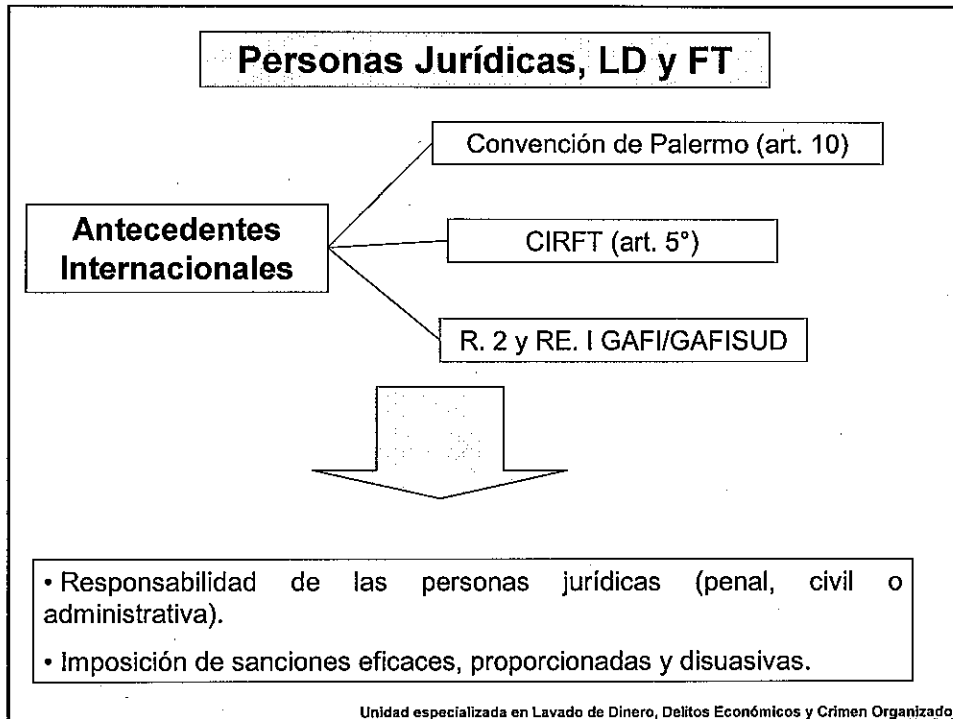 Personas Jurídicas, LD y FT
Convención de Palermo (art. 10)
Antecedentes
Internacionales
CIRFT (art. 5°)
R. 2 y RE. I GAFI/GAFISUD
• Responsabilidad de las personas jurídicas (penal, civil o
administrativa).
• Imposición de sanciones eficaces, proporcionadas y disuasivas.
Unidad especializada en Lavado de Dinero, Delitos Económicos y Crimen Organizado